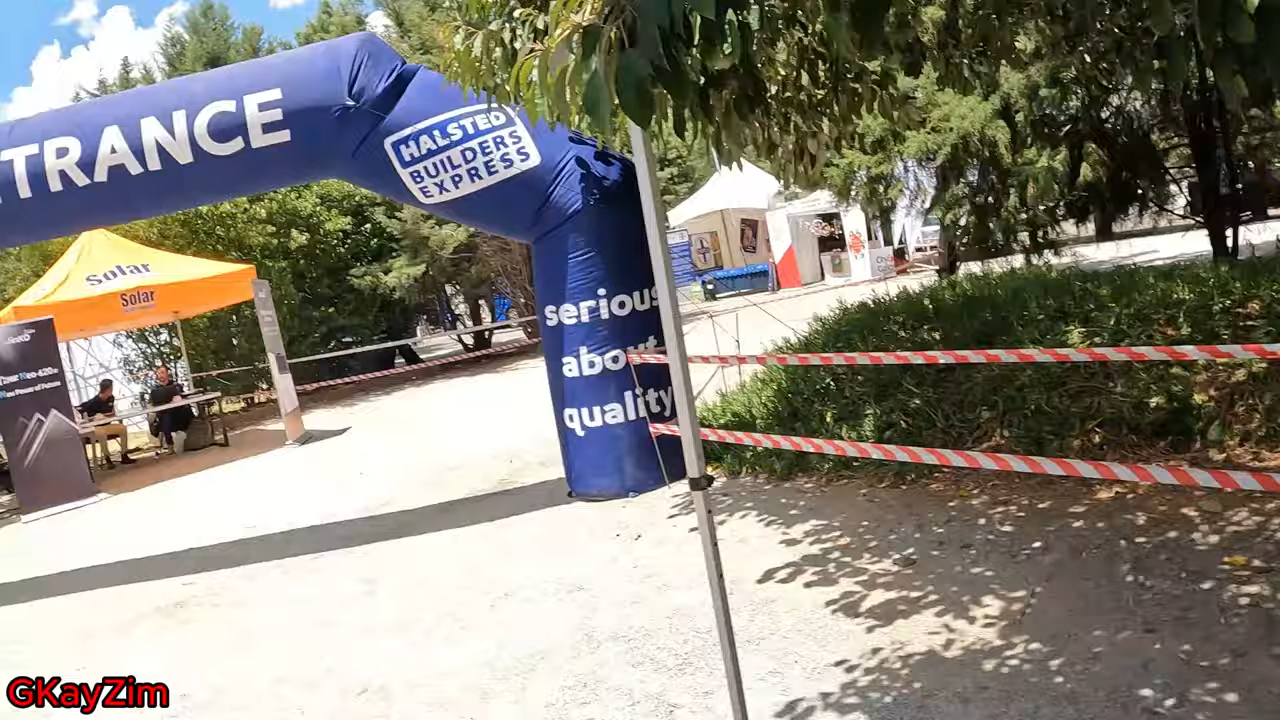 TRANCE
HALSTED
BUILDERS
EXPRESS
serious
about
quality
Solar
Solar
GKayZim